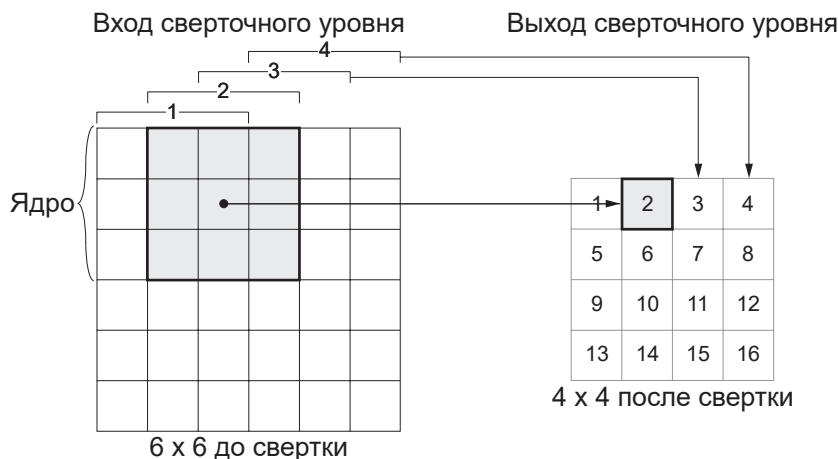 Вход сверточного уровня
Выход сверточного уровня
4
3
2
1
Ядро
1 2 3 4
5 6 7 8
9 10 11 12
13 14 15 16
4 x 4 после свертки
6 x 6 до свертки